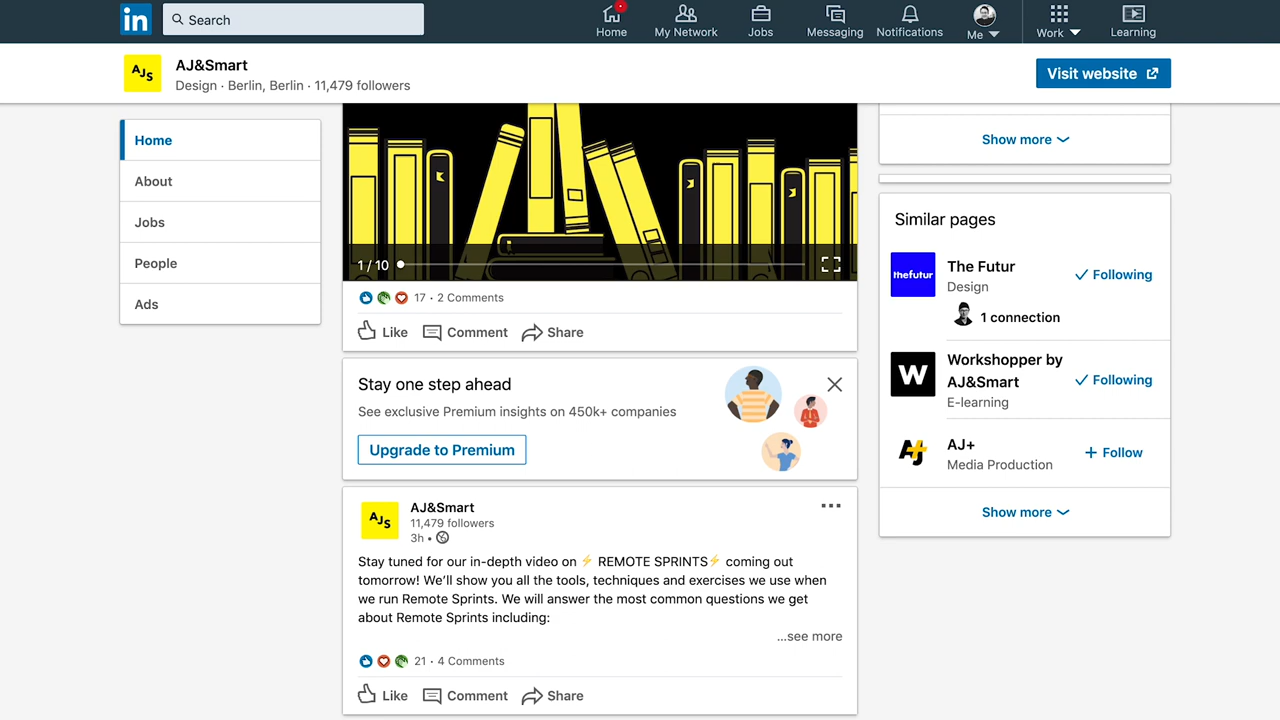 in
Search
Home
My Network
Jobs
Messaging
Notifications
Me
Work
Learning
AJS
AJ&Smart
Design · Berlin, Berlin · 11,479 followers
Visit website
Home
About
Jobs
People
Ads
1 / 10
17 · 2 Comments
Like
Comment
Share
Stay one step ahead
See exclusive Premium insights on 450k+ companies
Upgrade to Premium
AJS
AJ&Smart
11,479 followers
3h •
Stay tuned for our in-depth video on ⚡ REMOTE SPRINTS⚡ coming out
tomorrow! We’ll show you all the tools, techniques and exercises we use when
we run Remote Sprints. We will answer the most common questions we get
about Remote Sprints including:
...see more
21 · 4 Comments
Like
Comment
Share
Show more
Similar pages
thefutur
The Futur
Design
Following
1 connection
W
Workshopper by
AJ&Smart
E-learning
Following
AJ+
AJ+
Media Production
+ Follow
Show more